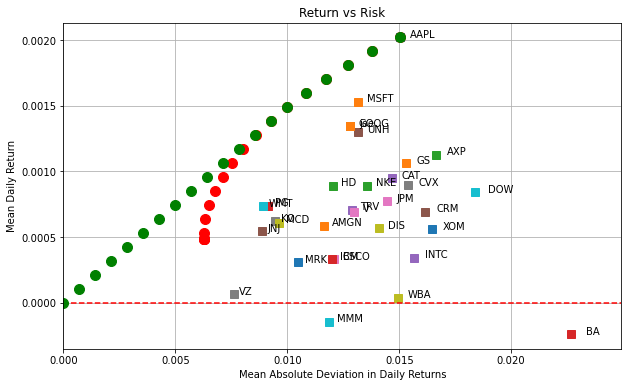 Return vs Risk
0.0020
0.0015
0.0010
0.0005
0.0000
Mean Daily Return
AAPL
MSFT
GOOG
UNH
AXP
GS
CAT
HD
NKE
CVX
DOW
JPM
PG
WMT
TRV
V
CRM
KO
MCD
JNJ
AMGN
DIS
XOM
MRK
IBM
CSCO
INTC
VZ
WBA
MMM
BA
0.000
0.005
0.010
0.015
0.020
Mean Absolute Deviation in Daily Returns